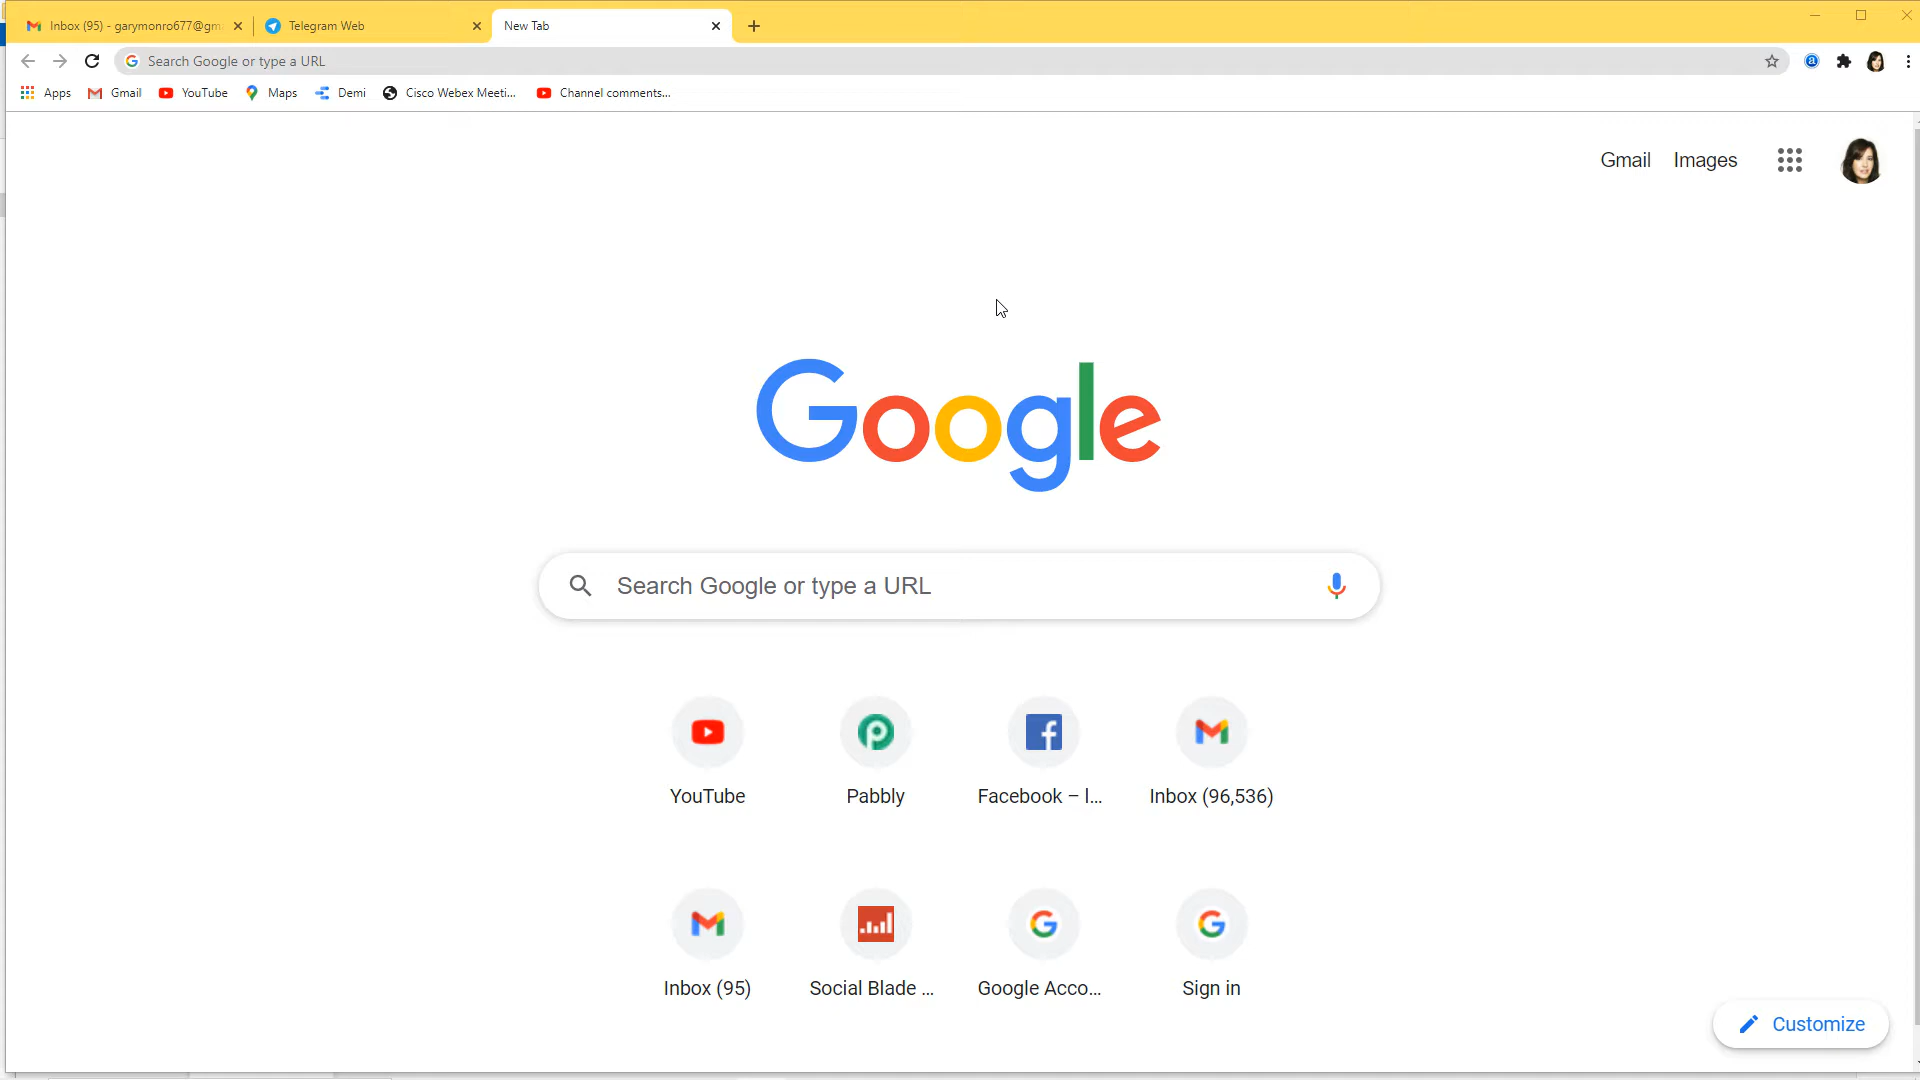 Inbox (95) - garymonro677@gm
Telegram Web
New Tab
Search Google or type a URL
Apps
Gmail
YouTube
Maps
Demi
Cisco Webex Meeti...
Channel comments...
Gmail
Images
Google
Search Google or type a URL
YouTube
Pabbly
Facebook – l...
Inbox (96,536)
Inbox (95)
Social Blade ...
Google Acco...
Sign in
Customize